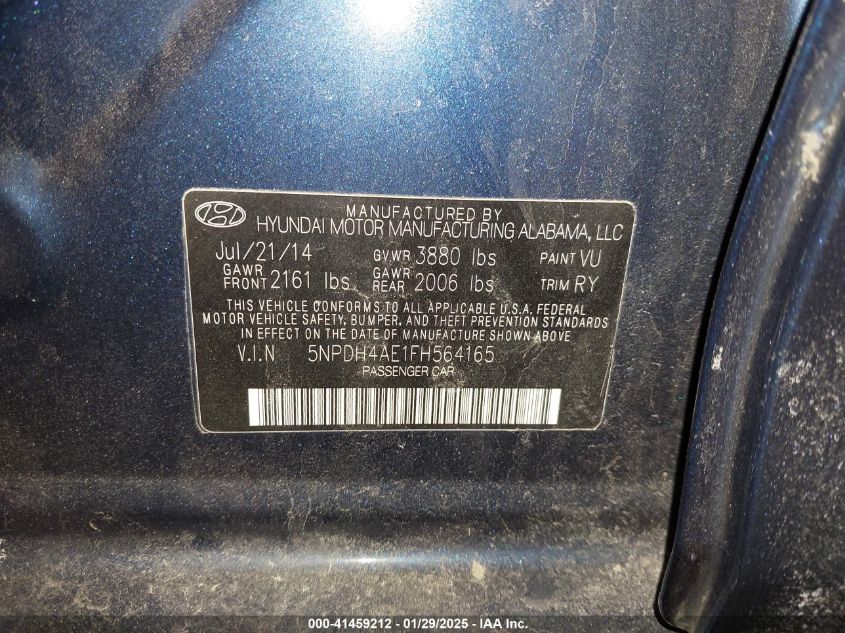 MANUFACTURED BY
HYUNDAI MOTOR MANUFACTURING ALABAMA, LLC
Jul/21/14 GVWR 3880 lbs PAINT VU
GAWR FRONT 2161 lbs GAWR REAR 2006 lbs TRIM RY
THIS VEHICLE CONFORMS TO ALL APPLICABLE U.S.A. FEDERAL
MOTOR VEHICLE SAFETY, BUMPER, AND THEFT PREVENTION STANDARDS
IN EFFECT ON THE DATE OF MANUFACTURE SHOWN ABOVE.
V.I.N 5NPDH4AE1FH564165
PASSENGER CAR
000-41459212 - 01/29/2025 - IAA Inc.